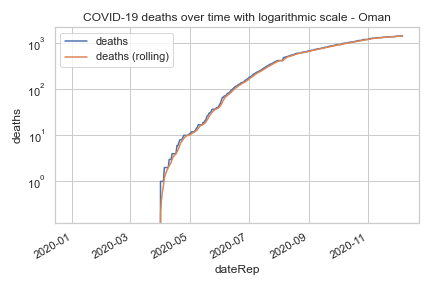 COVID-19 deaths over time with logarithmic scale - Oman
deaths
deaths (rolling)
10³
10²
10¹
10⁰
deaths
2020-01
2020-03
2020-05
2020-07
2020-09
2020-11
dateRep